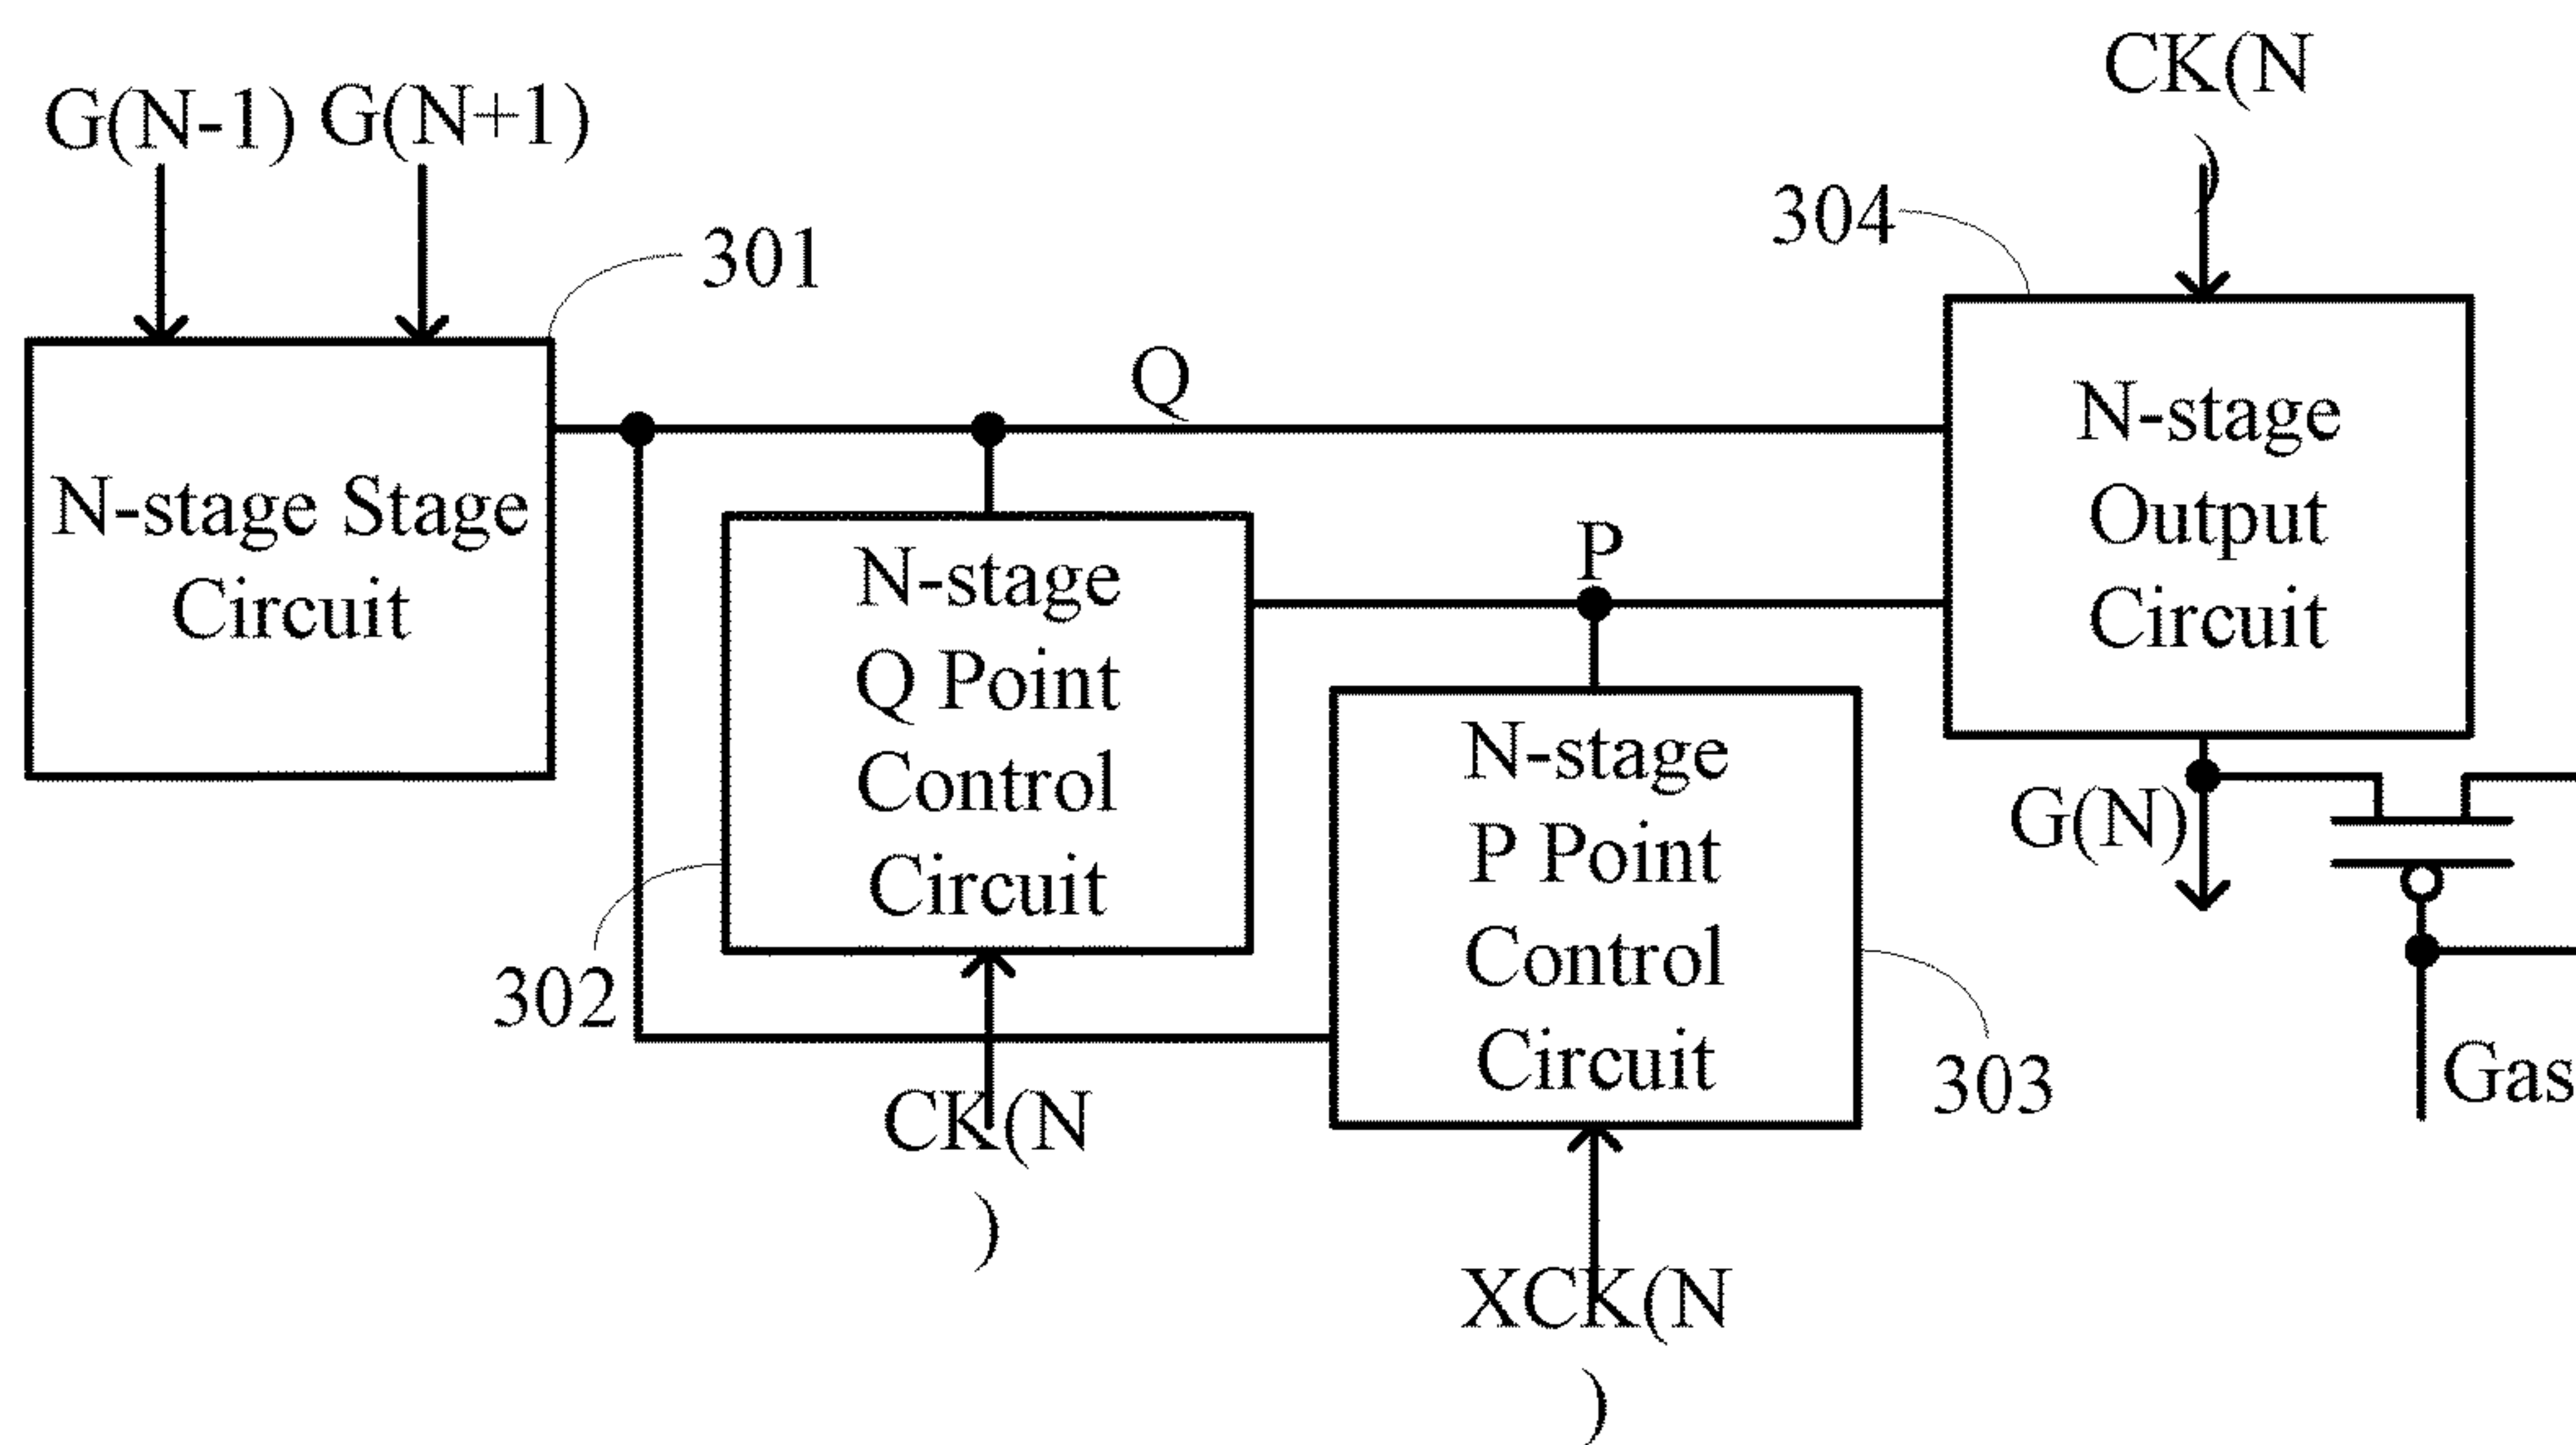 G(N-1) G(N+1)
CK(N
)
301
304
Q
N-stage Stage
Circuit
N-stage
Q Point
Control
Circuit
P
N-stage
Output
Circuit
N-stage
P Point
Control
Circuit
G(N)
302
303
Gas
CK(N
)
XCK(N
)